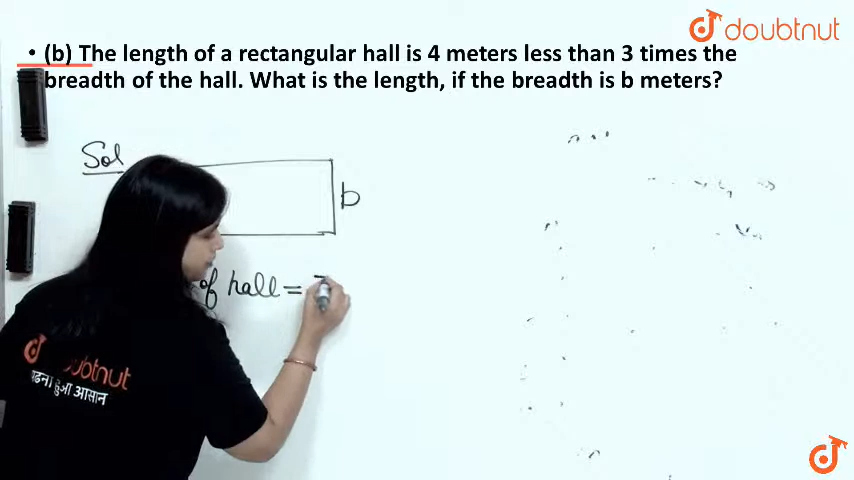 doubtnut
• (b) The length of a rectangular hall is 4 meters less than 3 times the
breadth of the hall. What is the length, if the breadth is b meters?
Sol
b
of hall =
doubtnut
पढ़ना हुआ आसान